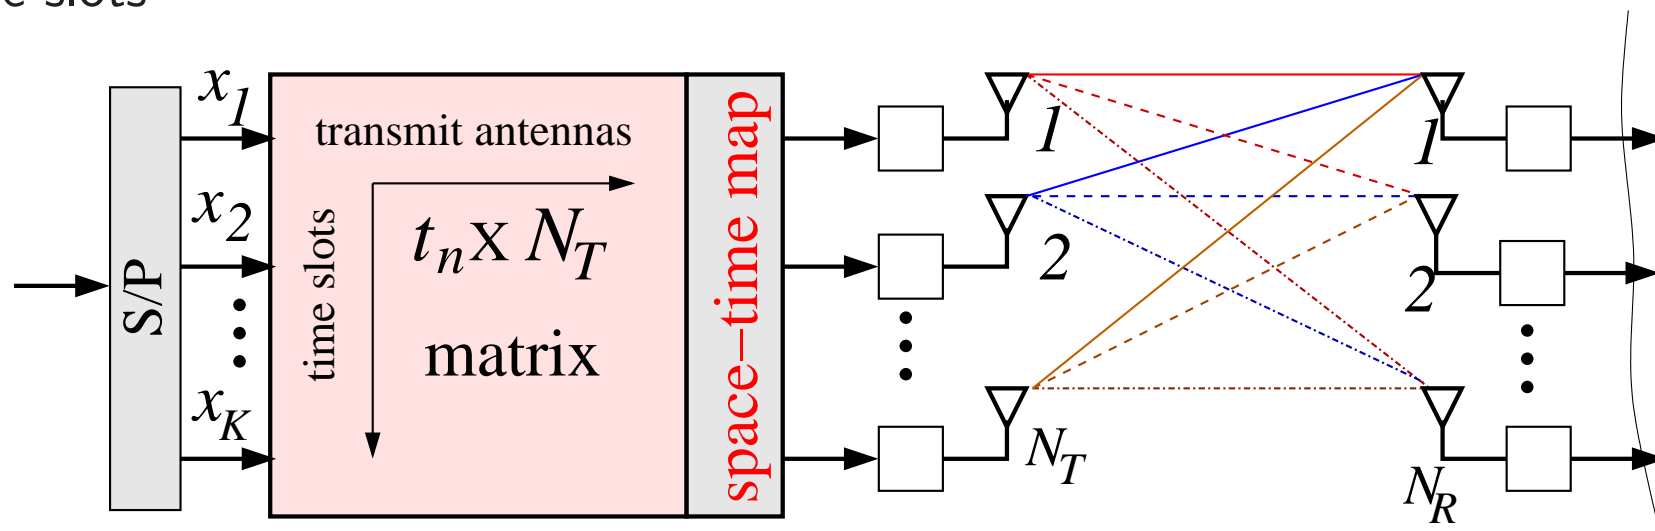 e slots
S/P
x1
x2
xK
transmit antennas
time slots
tn x NT
matrix
space–time map
1
2
NT
1
2
NR